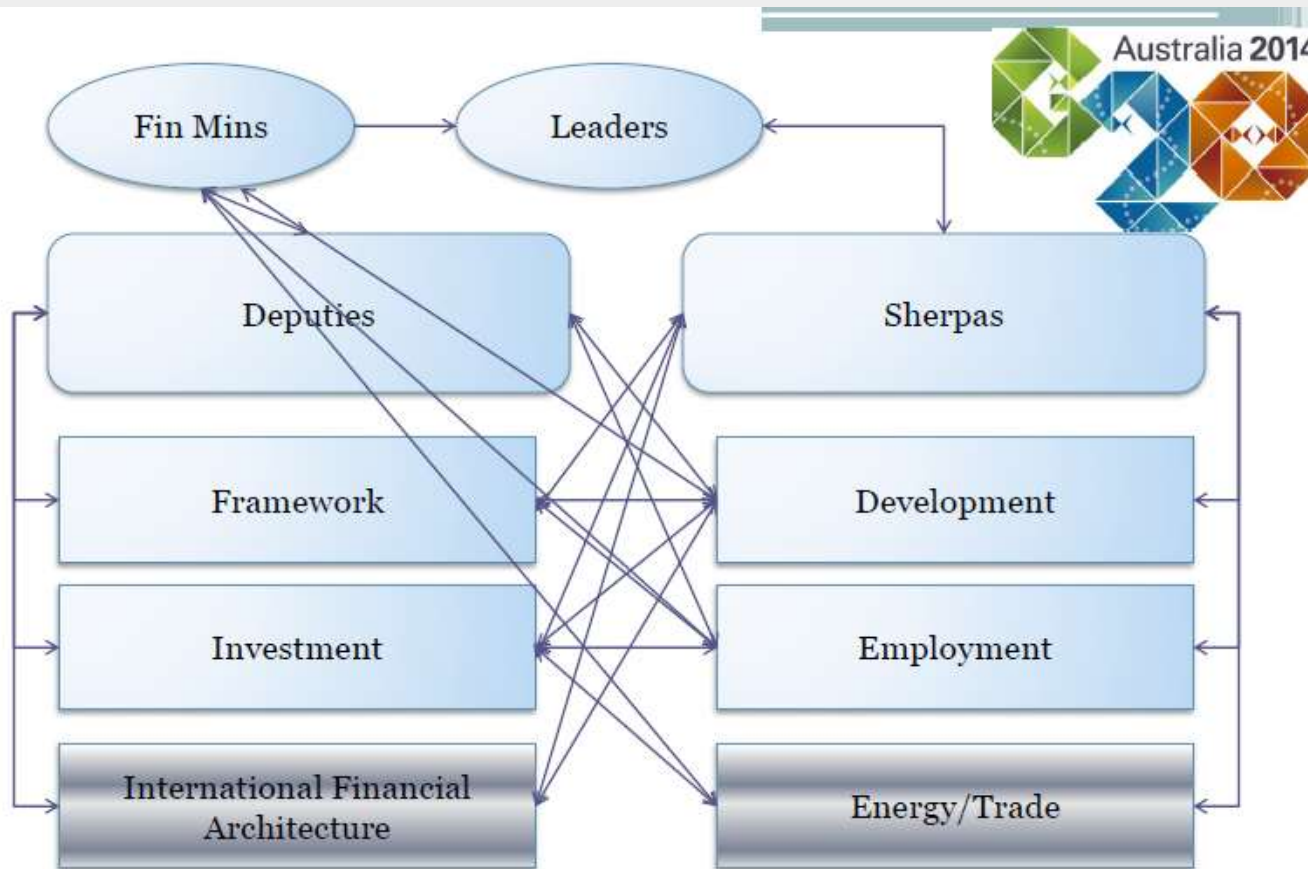 Australia 2014
Fin Mins
Leaders
Deputies
Sherpas
Framework
Development
Investment
Employment
International Financial
Architecture
Energy/Trade